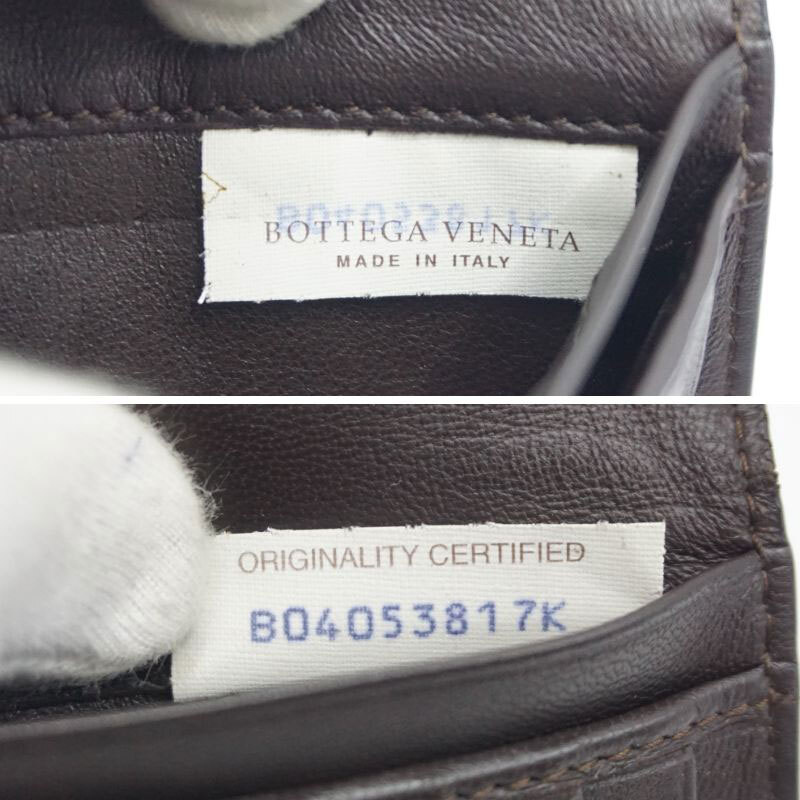 BOTTEGA VENETA
MADE IN ITALY
ORIGINALITY CERTIFIED
B04053817K